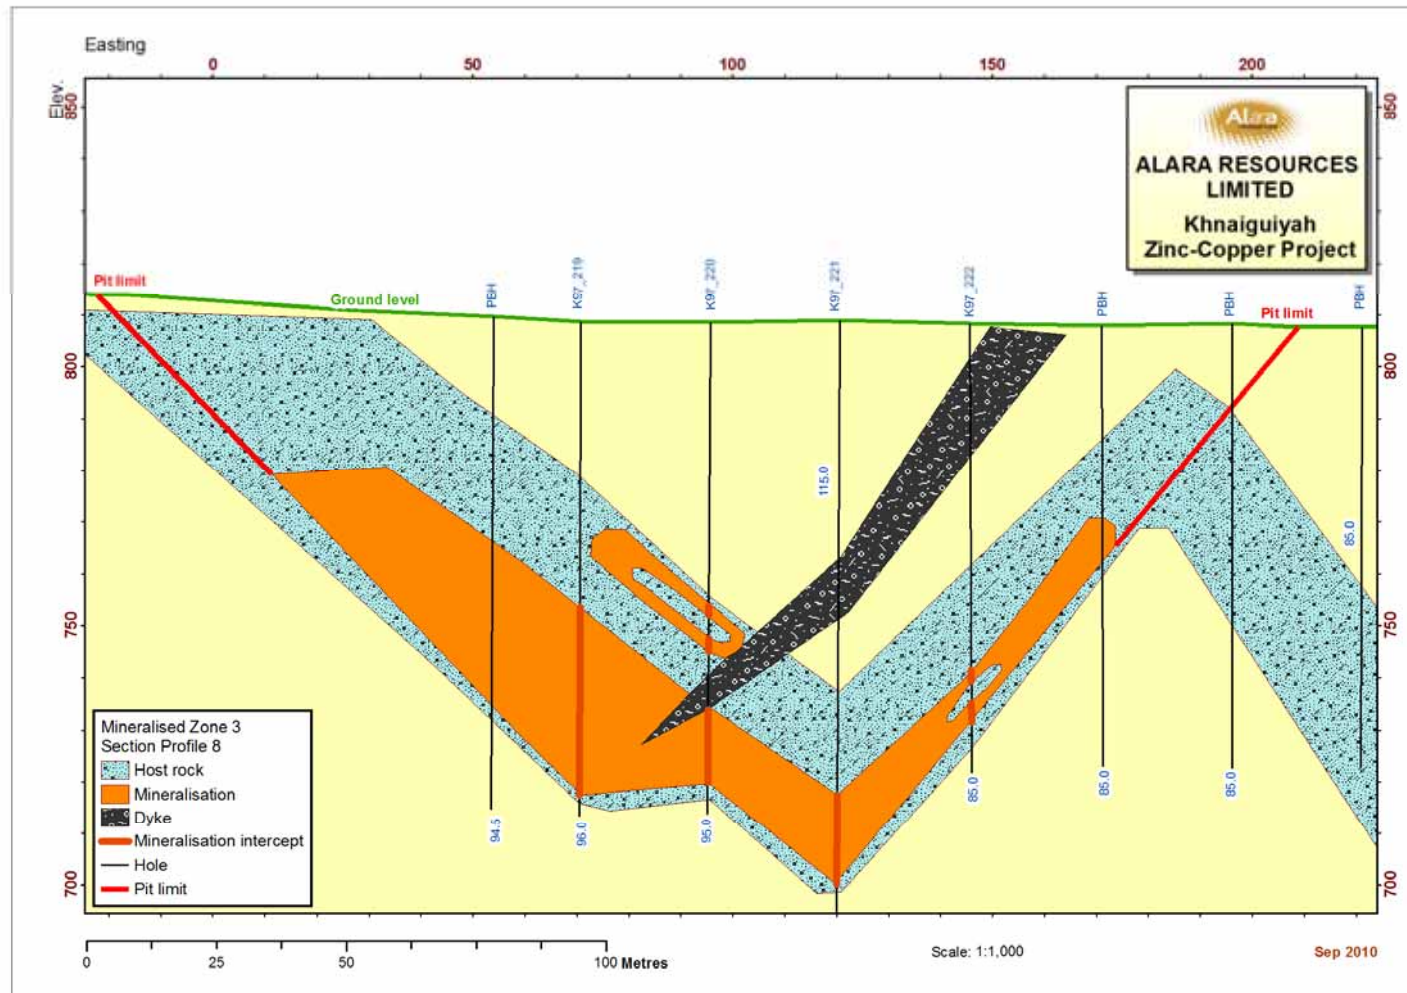 Easting
0
50
100
150
200
Elev.
850
850
Alara
ALARA RESOURCES
LIMITED
Khnaiguiyah
Zinc-Copper Project
Pit limit
Ground level
PBH
K97_219
K97_220
K97_221
K97_222
PBH
PBH
PBH
Pit limit
800
800
115.0
85.0
750
750
Mineralised Zone 3
Section Profile 8
Host rock
Mineralisation
Dyke
Mineralisation intercept
Hole
Pit limit
94.5
96.0
95.0
85.0
85.0
85.0
700
700
0
25
50
100 Metres
Scale: 1:1,000
Sep 2010